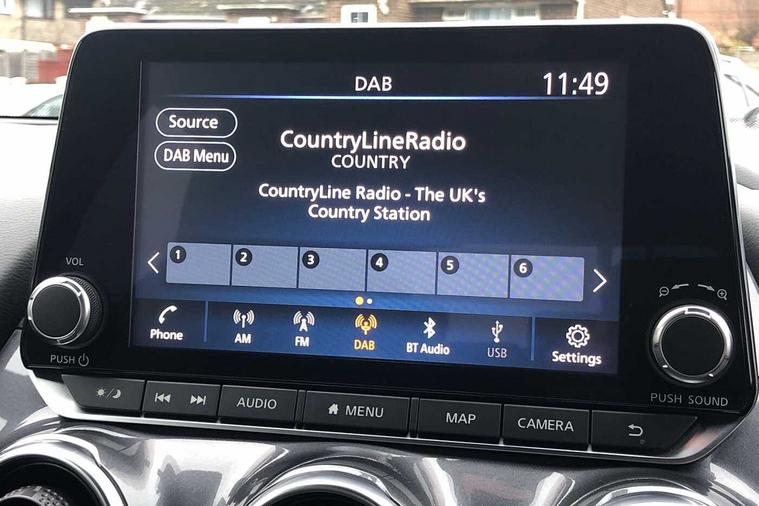 DAB
11:49
Source
DAB Menu
CountryLineRadio
COUNTRY
CountryLine Radio - The UK's
Country Station
1 2 3 4 5 6
Phone AM FM DAB BT Audio USB Settings
VOL
PUSH
PUSH SOUND
AUDIO MENU MAP CAMERA